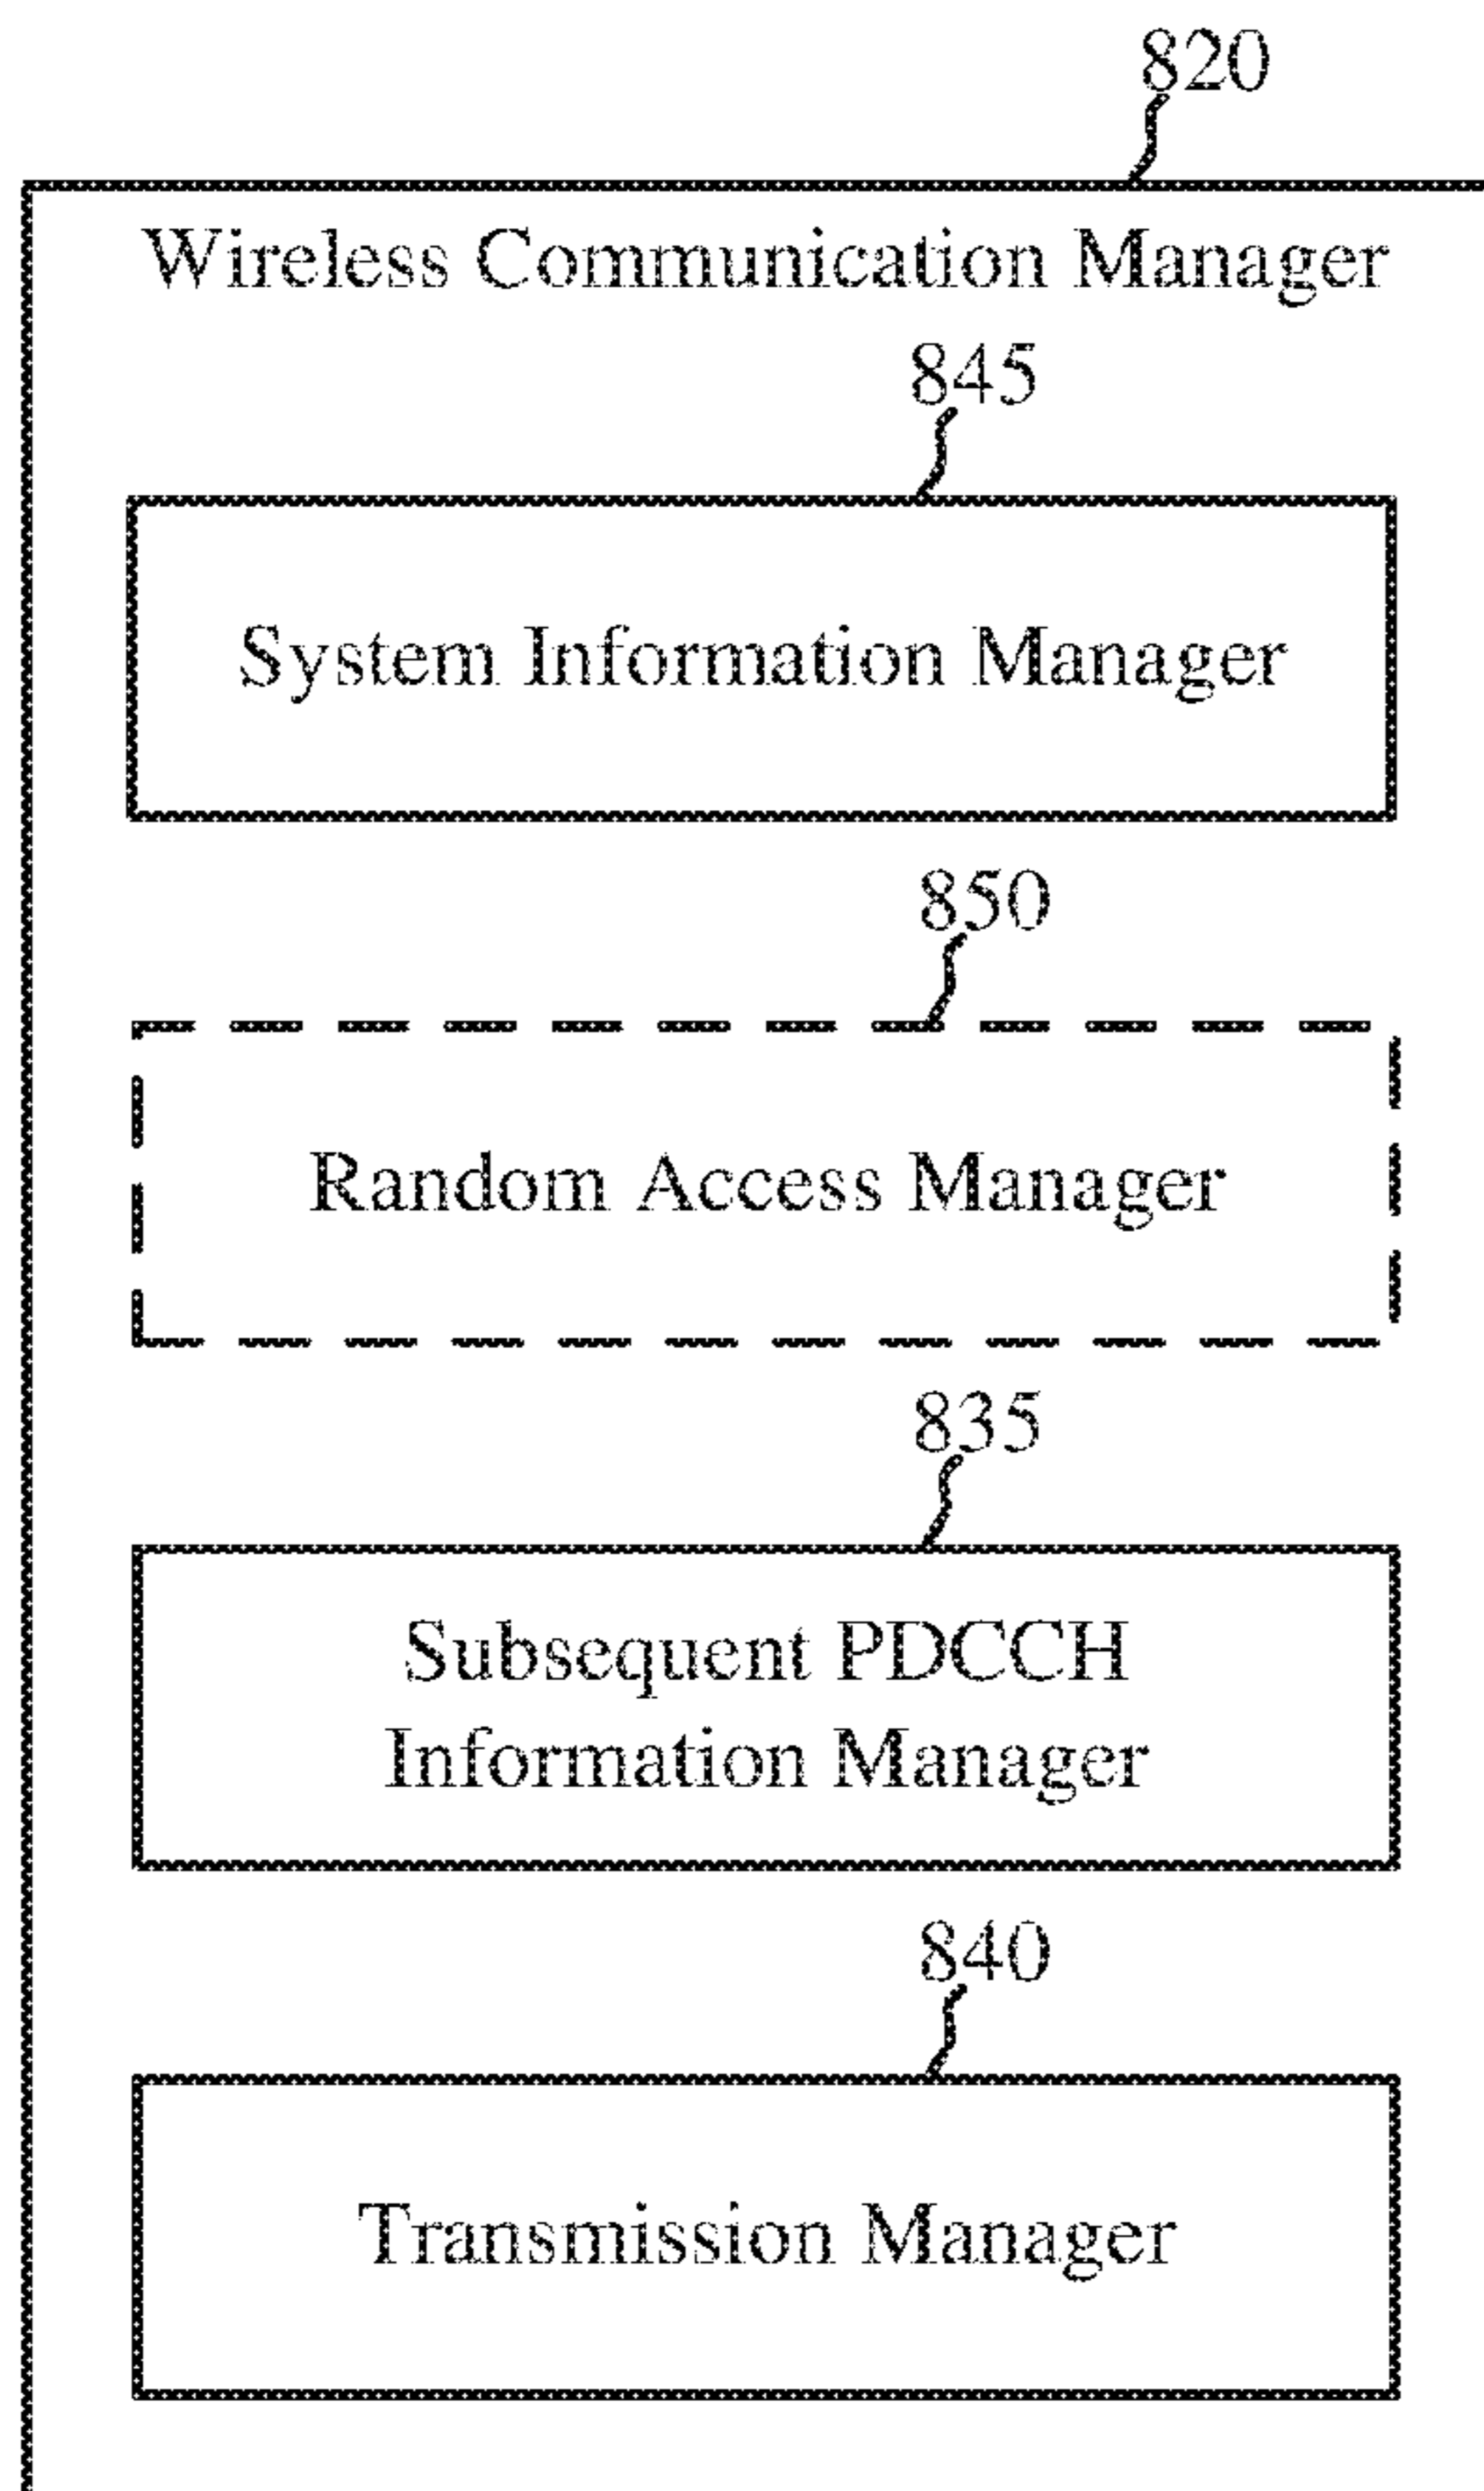 820
Wireless Communication Manager
845
System Information Manager
850
Random Access Manager
835
Subsequent PDCCH
Information Manager
840
Transmission Manager